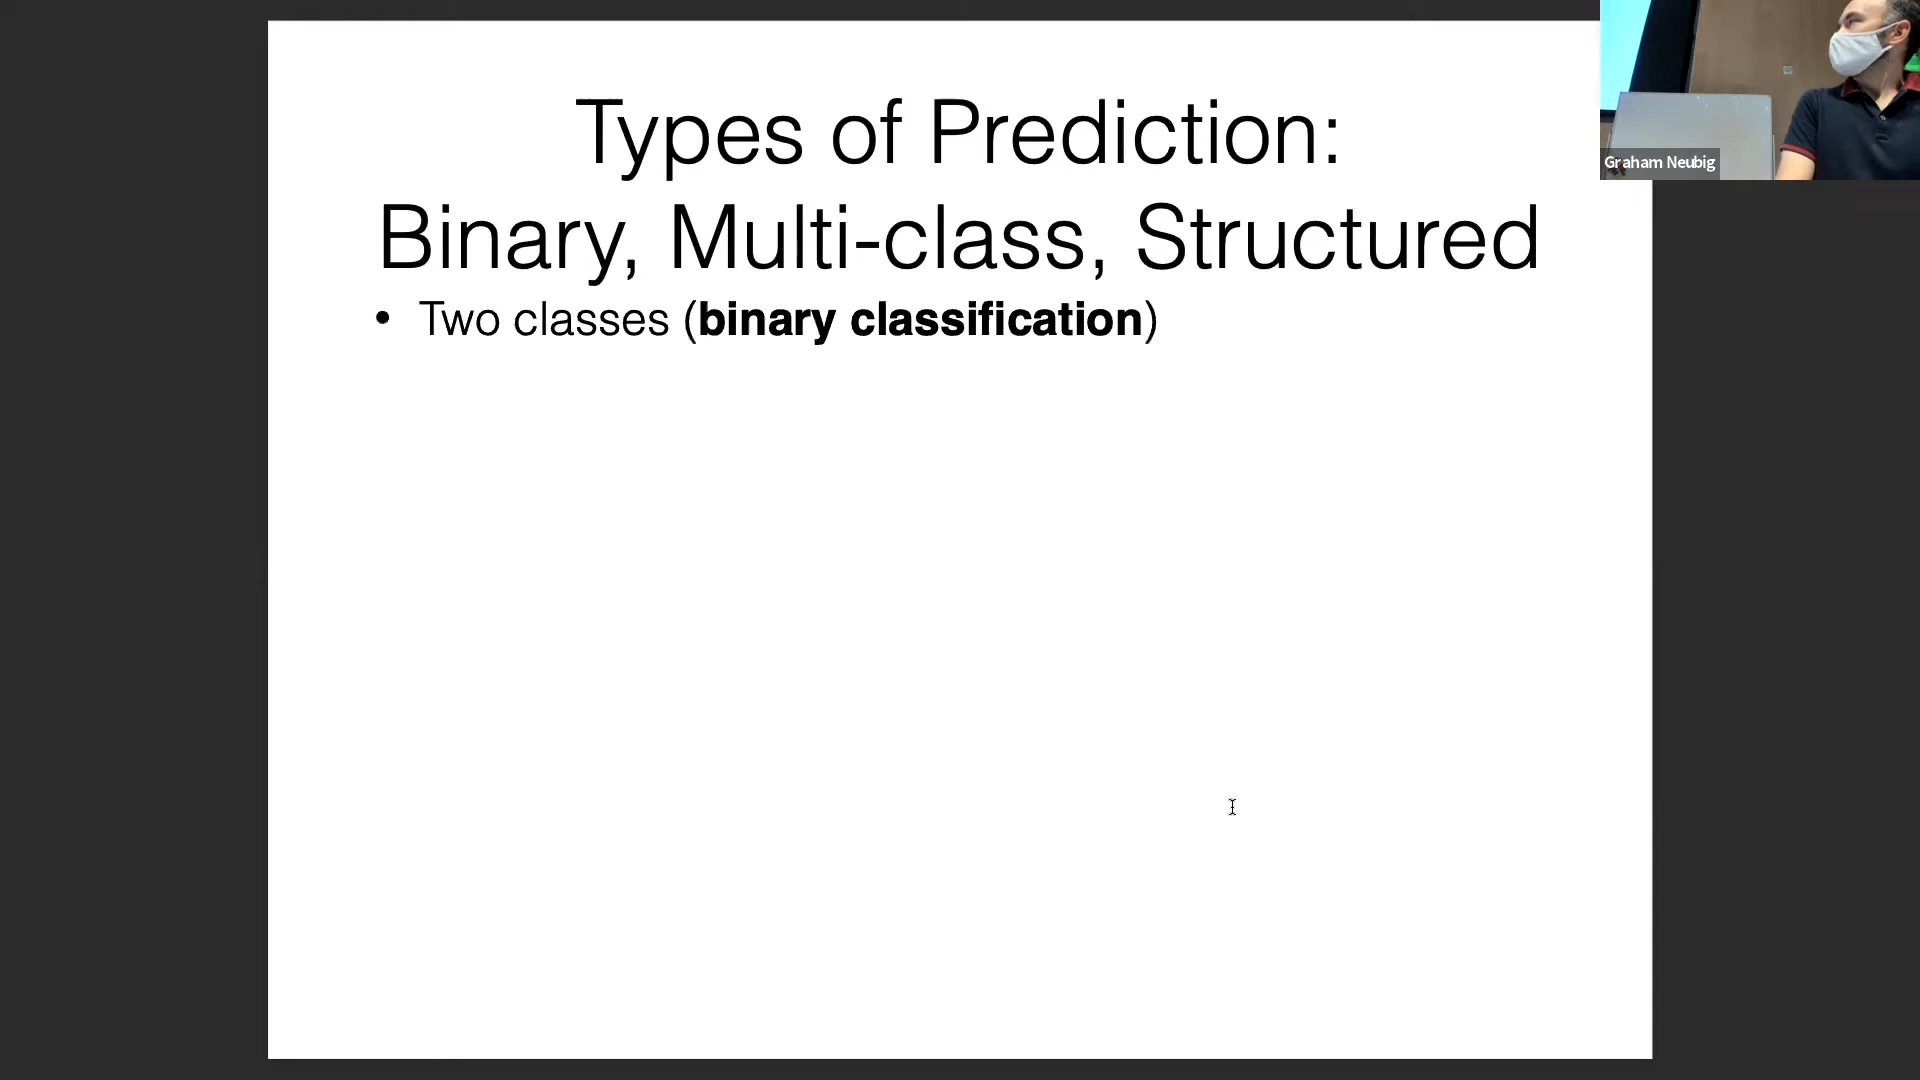 Types of Prediction:
Binary, Multi-class, Structured
• Two classes (binary classification)
Graham Neubig